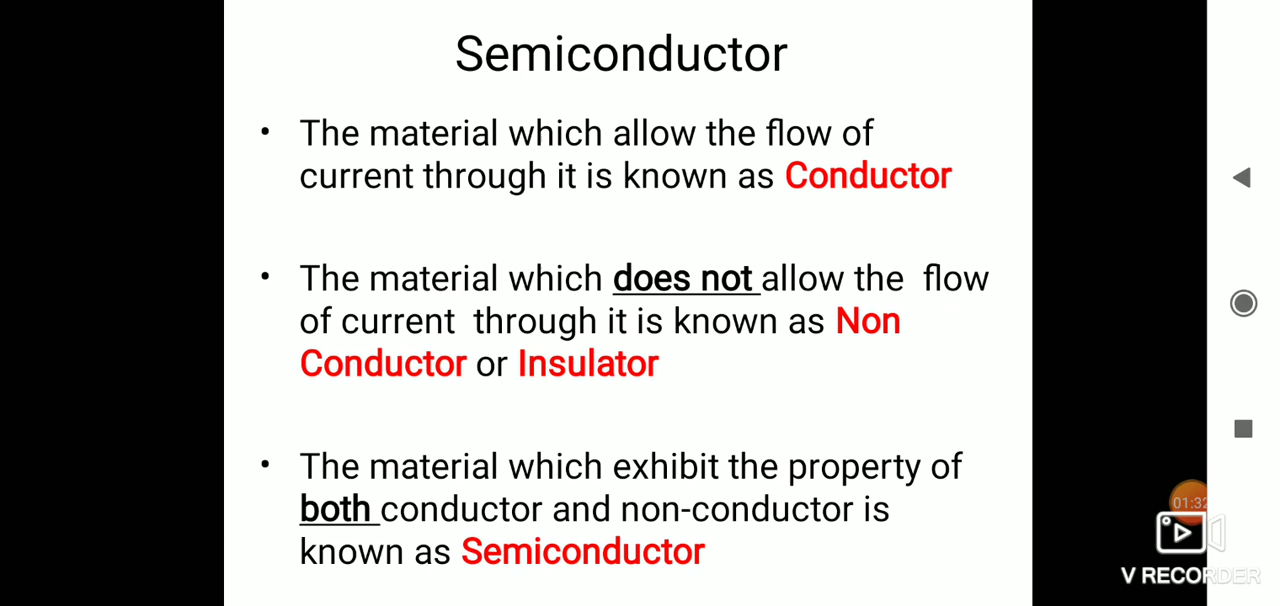 Semiconductor
• The material which allow the flow of
current through it is known as Conductor
• The material which does not allow the flow
of current through it is known as Non
Conductor or Insulator
• The material which exhibit the property of
both conductor and non-conductor is
known as Semiconductor
01:32
V RECORDER